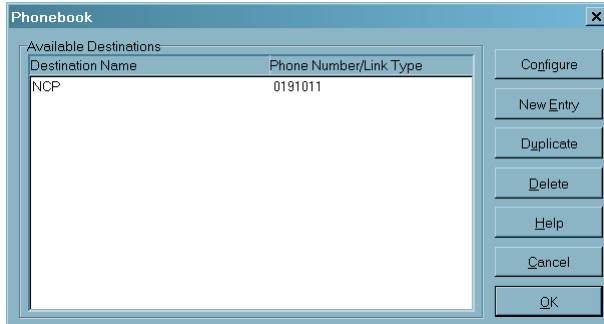 Phonebook
Available Destinations
Destination Name Phone Number/Link Type
NCP 0191011
Configure
New Entry
Duplicate
Delete
Help
Cancel
OK